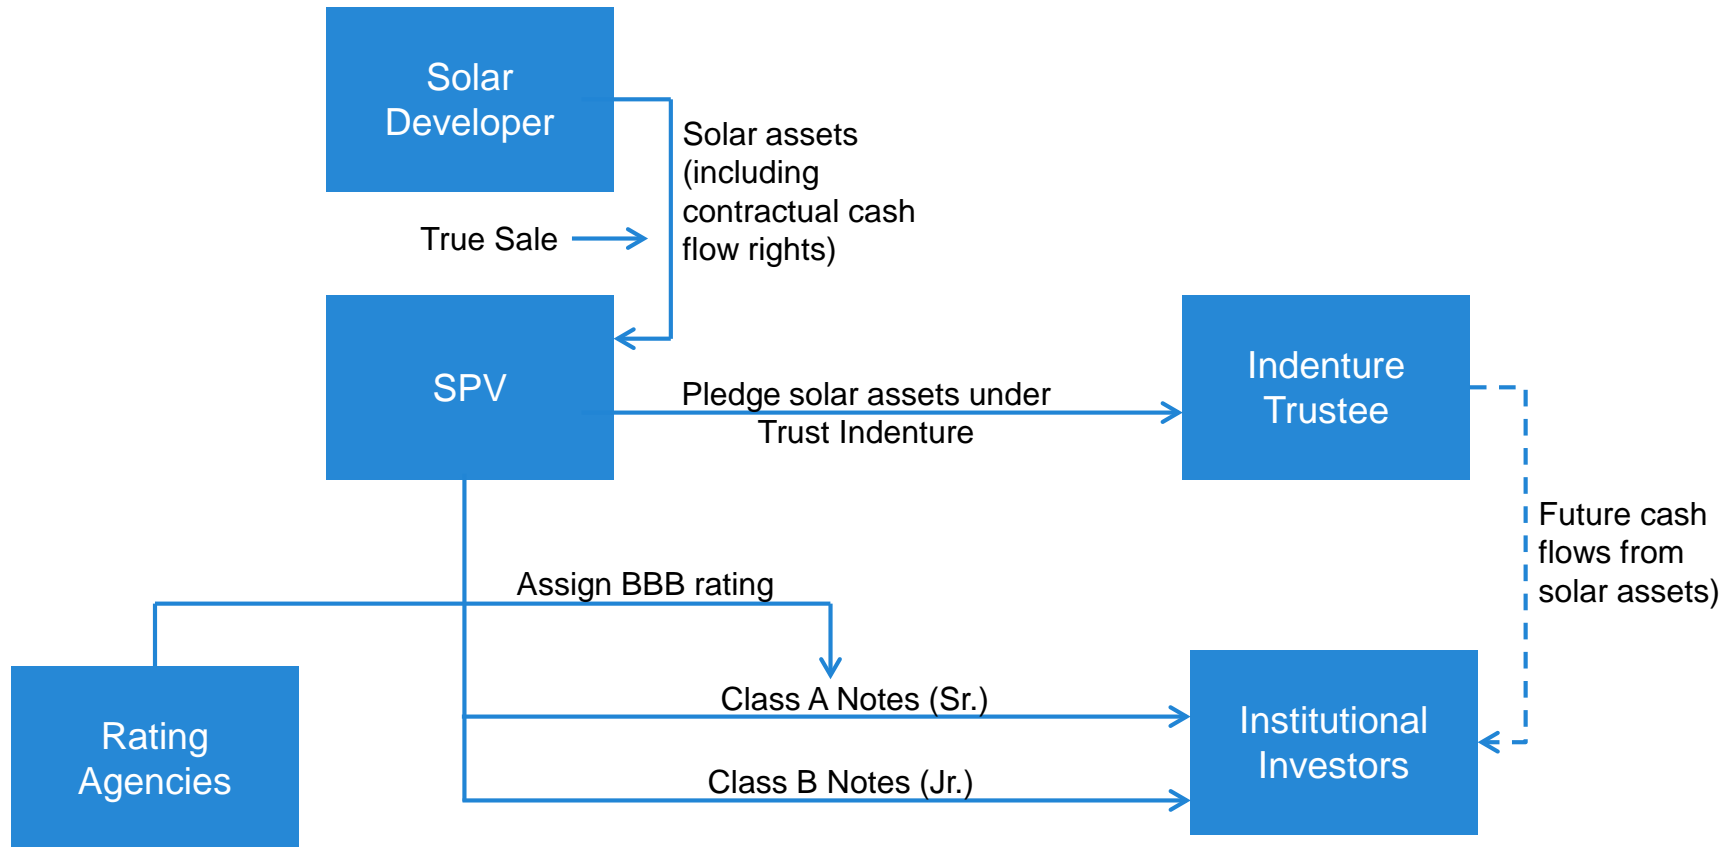 Solar
Developer
Solar assets
(including
contractual cash
flow rights)
True Sale
SPV
Pledge solar assets under
Trust Indenture
Indenture
Trustee
Future cash
flows from
solar assets)
Assign BBB rating
Rating
Agencies
Class A Notes (Sr.)
Class B Notes (Jr.)
Institutional
Investors